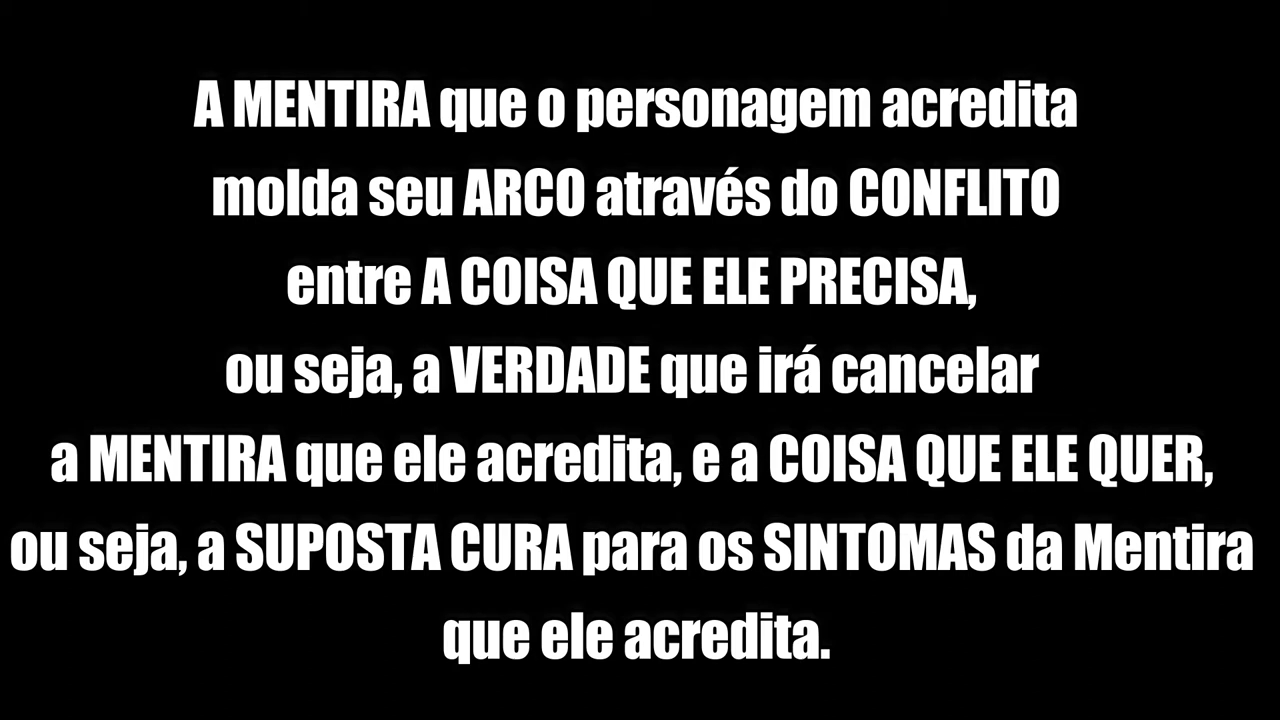 A MENTIRA que o personagem acredita
molda seu ARCO através do CONFLITO
entre A COISA QUE ELE PRECISA,
ou seja, a VERDADE que irá cancelar
a MENTIRA que ele acredita, e a COISA QUE ELE QUER,
ou seja, a SUPOSTA CURA para os SINTOMAS da Mentira
que ele acredita.